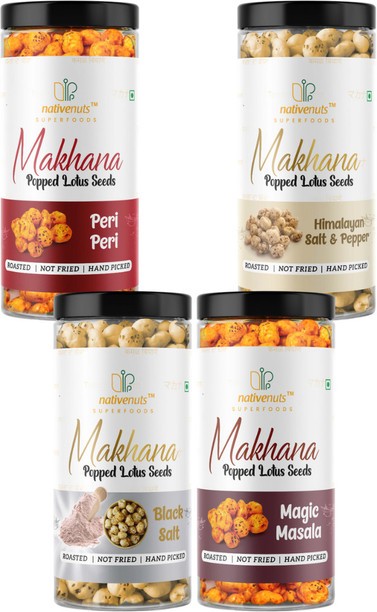 nativenuts™
SUPERFOODS
Makhana
Popped Lotus Seeds
Peri
Peri
ROASTED | NOT FRIED | HAND PICKED
nativenuts™
SUPERFOODS
Makhana
Popped Lotus Seeds
Himalayan
Salt & Pepper
ROASTED | NOT FRIED | HAND PICKED
nativenuts™
SUPERFOODS
Makhana
Popped Lotus Seeds
Black
Salt
ROASTED | NOT FRIED | HAND PICKED
nativenuts™
SUPERFOODS
Makhana
Popped Lotus Seeds
Magic
Masala
ROASTED | NOT FRIED | HAND PICKED